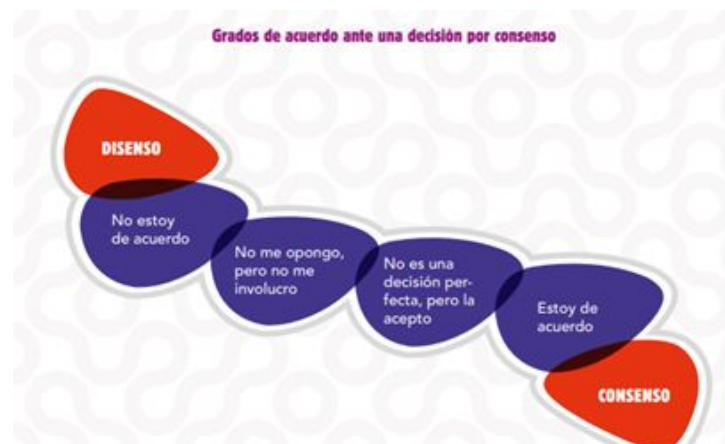 Grados de acuerdo ante una decisión por consenso
DISENSO
No estoy
de acuerdo
No me opongo,
pero no me
involucro
No es una
decisión per-
fecta, pero la
acepto
Estoy de
acuerdo
CONSENSO